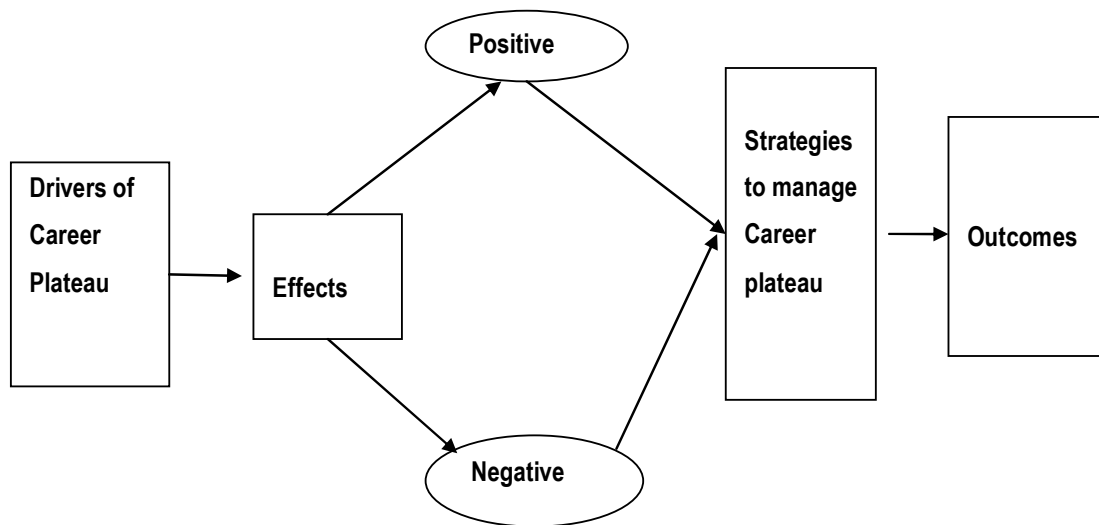 Positive
Drivers of
Career
Plateau
Effects
Strategies
to manage
Career
plateau
Outcomes
Negative